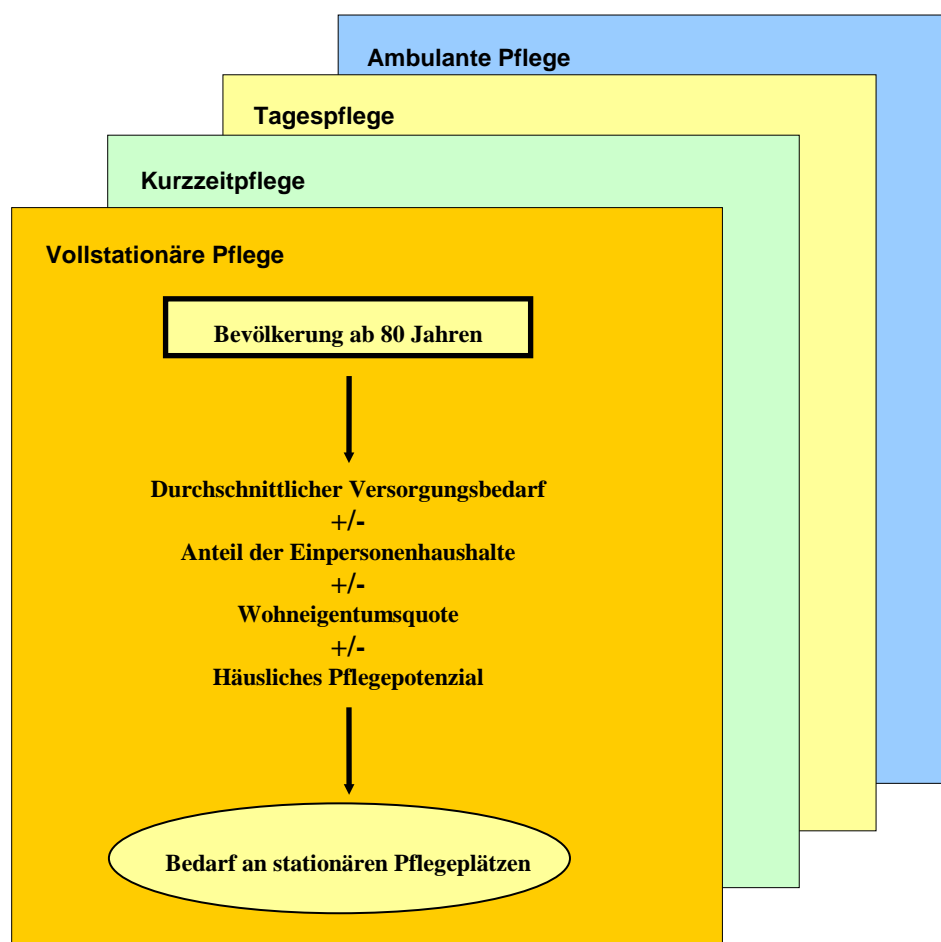 Ambulante Pflege
Tagespflege
Kurzzeitpflege
Vollstationäre Pflege
Bevölkerung ab 80 Jahren
Durchschnittlicher Versorgungsbedarf
+/-
Anteil der Einpersonenhaushalte
+/-
Wohneigentumsquote
+/-
Häusliches Pflegepotenzial
Bedarf an stationären Pflegeplätzen